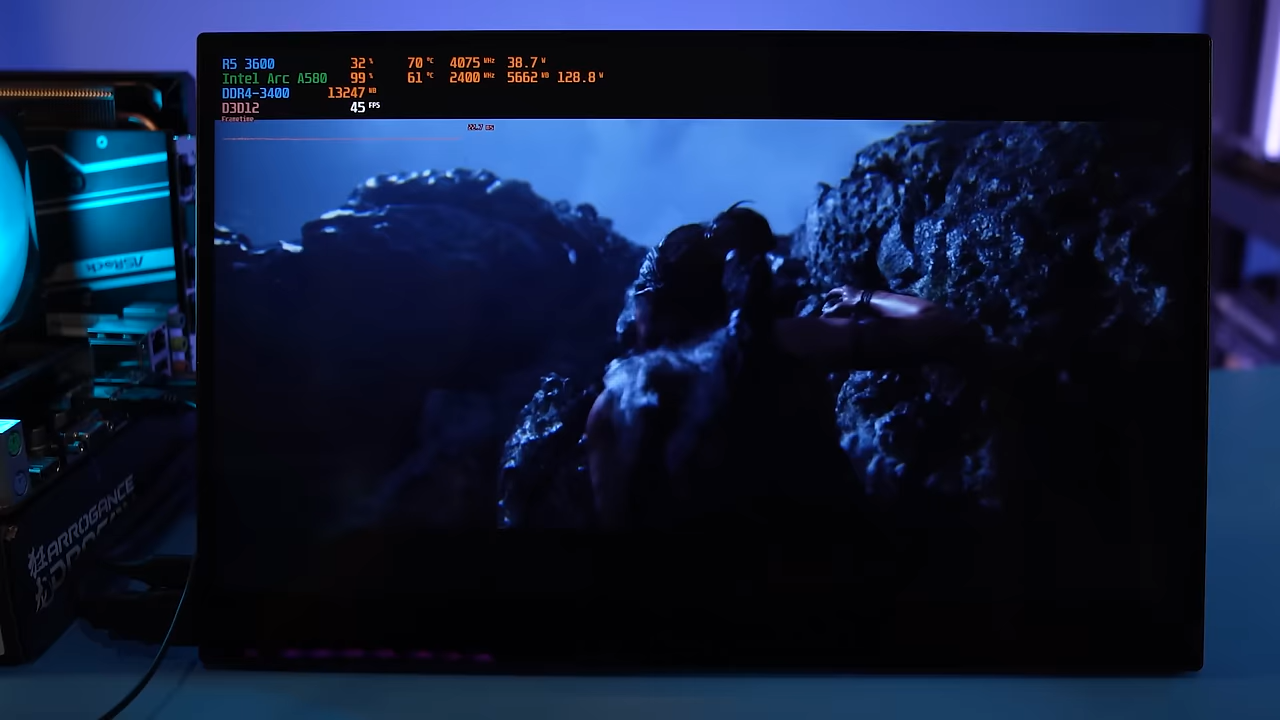 R5 3600 32 % 70 °C 4075 MHz 38.7 W
Intel Arc A580 99 % 61 °C 2400 MHz 5662 MB 128.8 W
DDR4-3400 13247 MB
D3D12 45 FPS
Frametime
ASRock
ARROGANCE